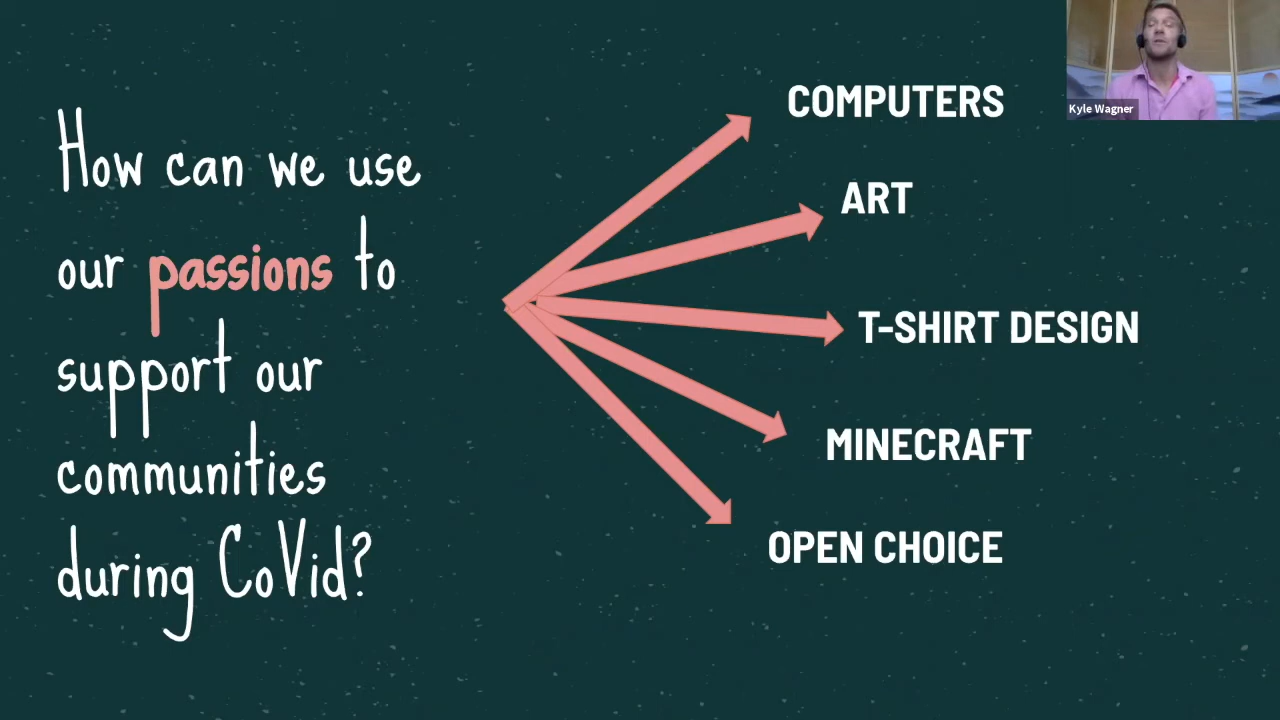 How can we use
our passions to
support our
communities
during CoVid?
COMPUTERS
ART
T-SHIRT DESIGN
MINECRAFT
OPEN CHOICE
Kyle Wagner